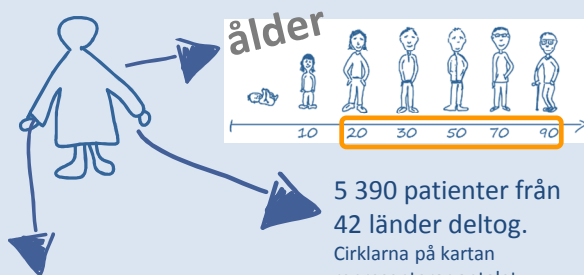 ålder
10 20 30 50 70 90
5 390 patienter från
42 länder deltog.
Cirklarna på kartan